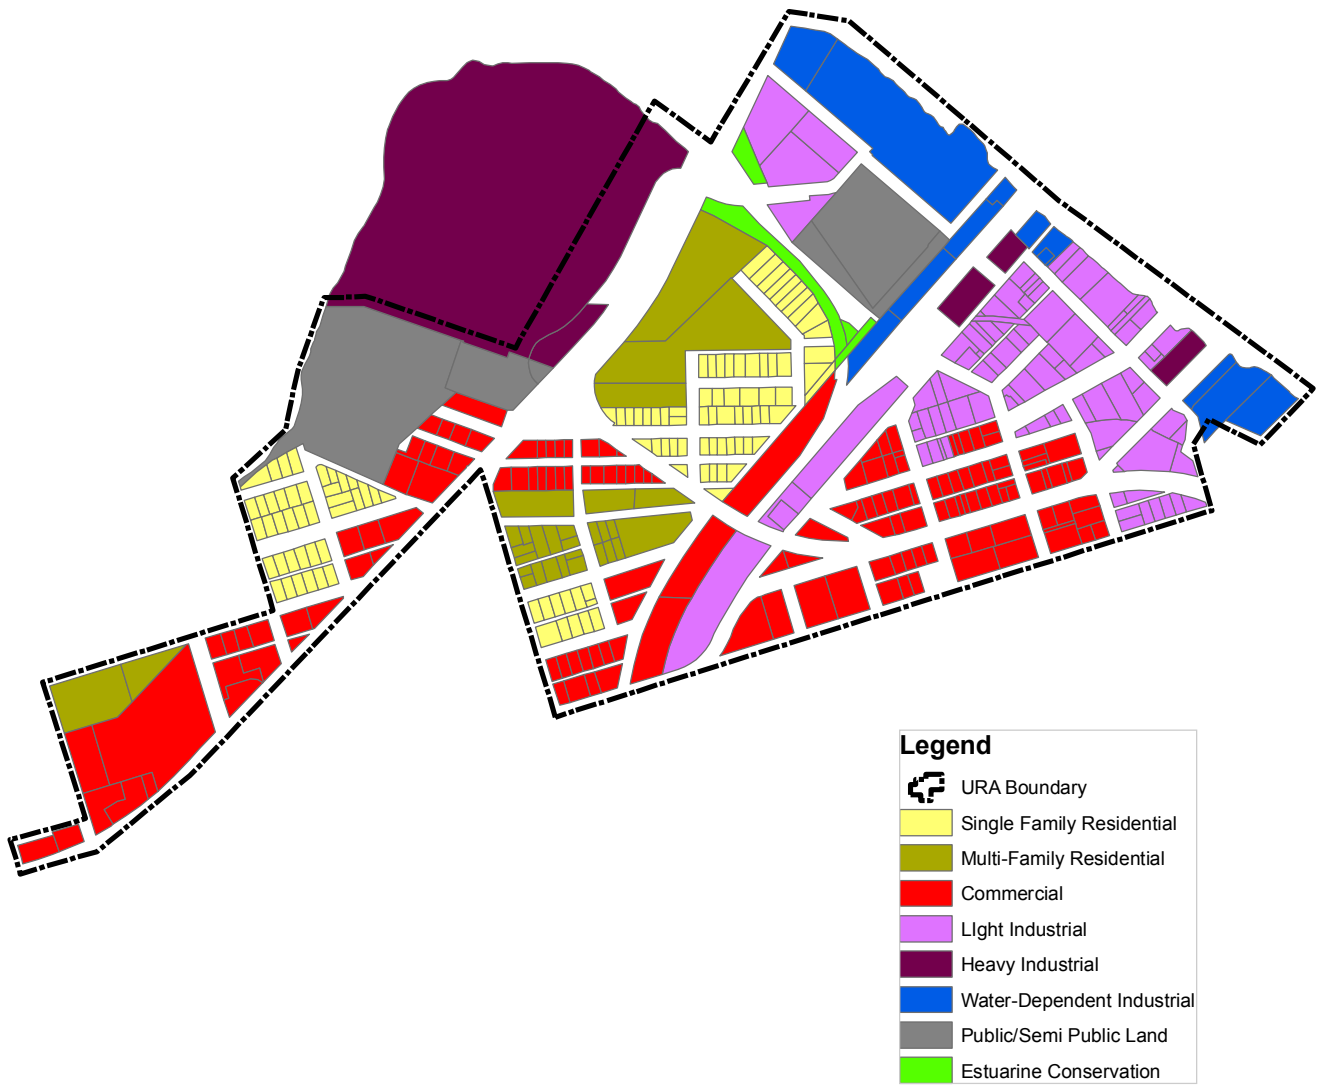 Legend
URA Boundary
Single Family Residential
Multi-Family Residential
Commercial
LIght Industrial
Heavy Industrial
Water-Dependent Industrial
Public/Semi Public Land
Estuarine Conservation